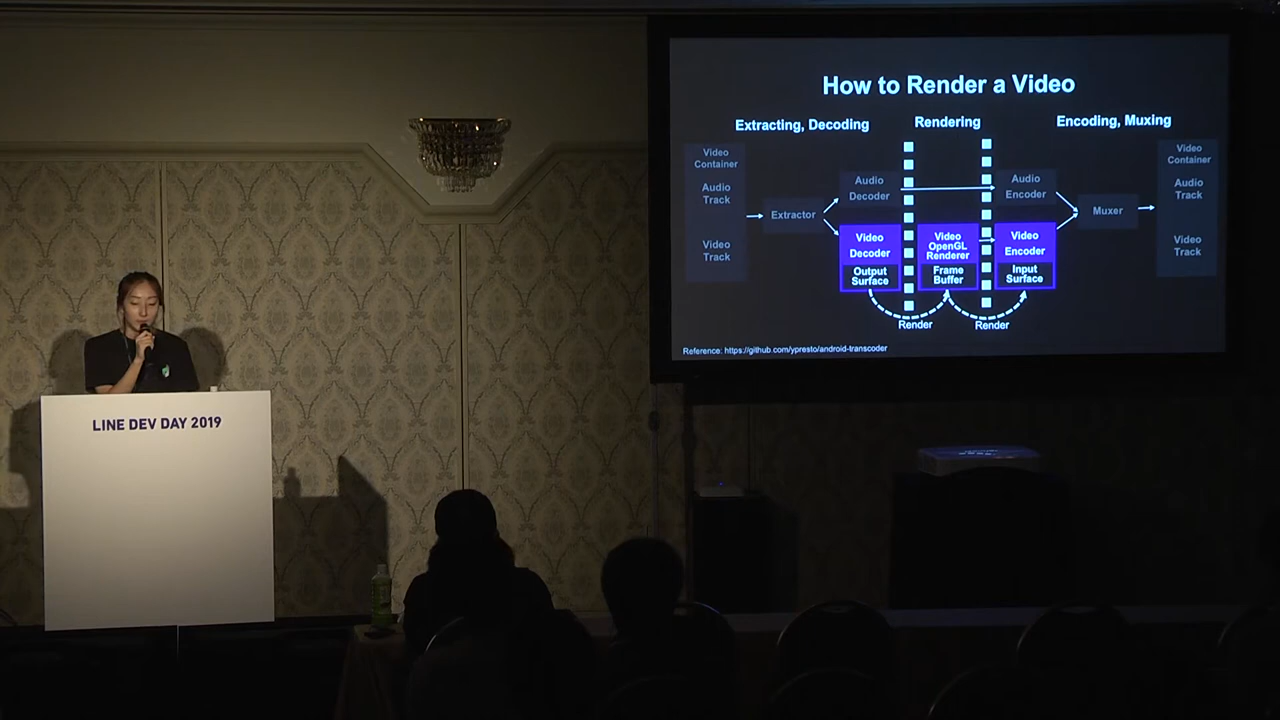 How to Render a Video
Extracting, Decoding
Rendering
Encoding, Muxing
Video
Container
Audio
Track
Video
Track
Extractor
Audio
Decoder
Video
Decoder
Output
Surface
Video
OpenGL
Renderer
Frame
Buffer
Audio
Encoder
Video
Encoder
Input
Surface
Muxer
Video
Container
Audio
Track
Video
Track
Render
Render
Reference: https://github.com/ypresto/android-transcoder
LINE DEV DAY 2019